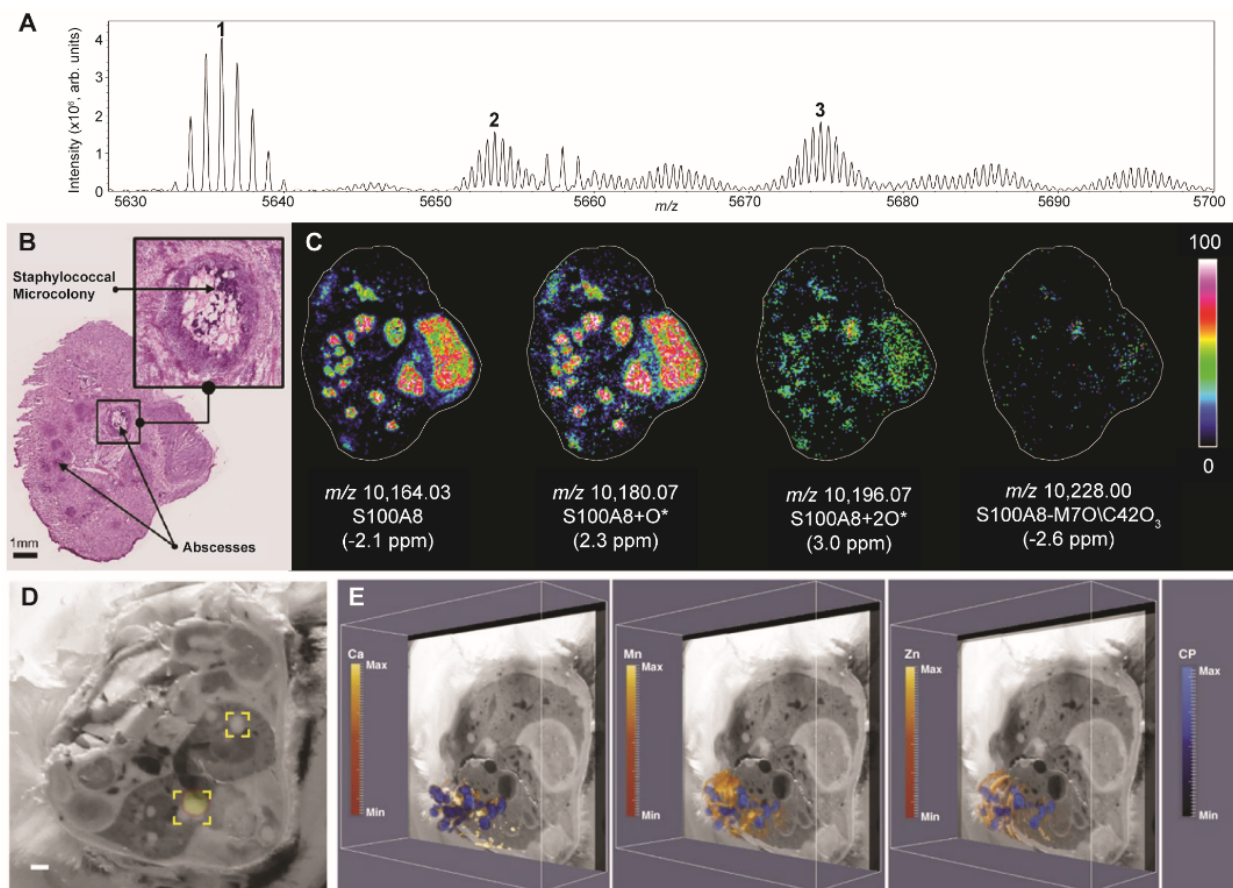 A
Intensity (x10⁶, arb. units)
4
3
2
1
0
1
2
3
5630
5640
5650
5660
5670
5680
5690
5700
m/z
B
Staphylococcal
Microcolony
Abscesses
1mm
C
100
0
m/z 10,164.03
S100A8
(-2.1 ppm)
m/z 10,180.07
S100A8+O*
(2.3 ppm)
m/z 10,196.07
S100A8+2O*
(3.0 ppm)
m/z 10,228.00
S100A8-M7O\C42O₃
(-2.6 ppm)
D
E
Ca
Max
Min
Mn
Max
Min
Zn
Max
Min
CP
Max
Min